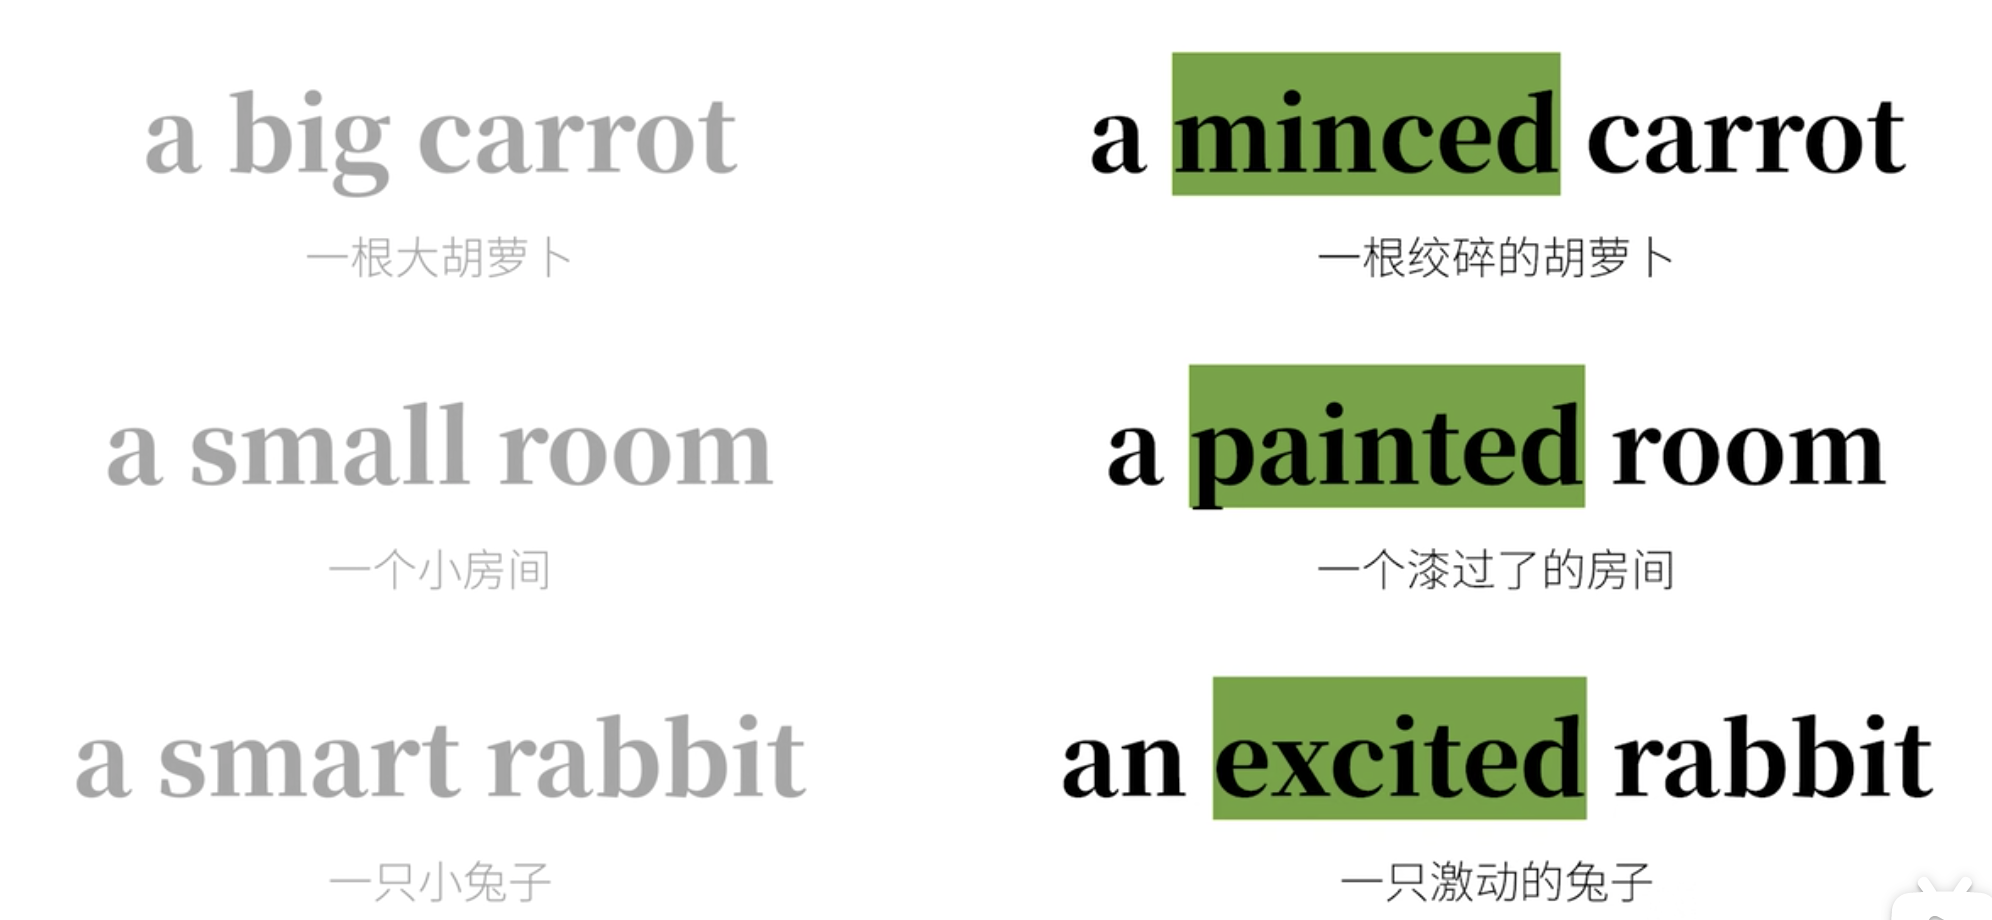 a big carrot
a minced carrot
一根大胡萝卜
一根绞碎的胡萝卜
a small room
a painted room
一个小房间
一个漆过了的房间
a smart rabbit
an excited rabbit
一只小兔子
一只激动的兔子